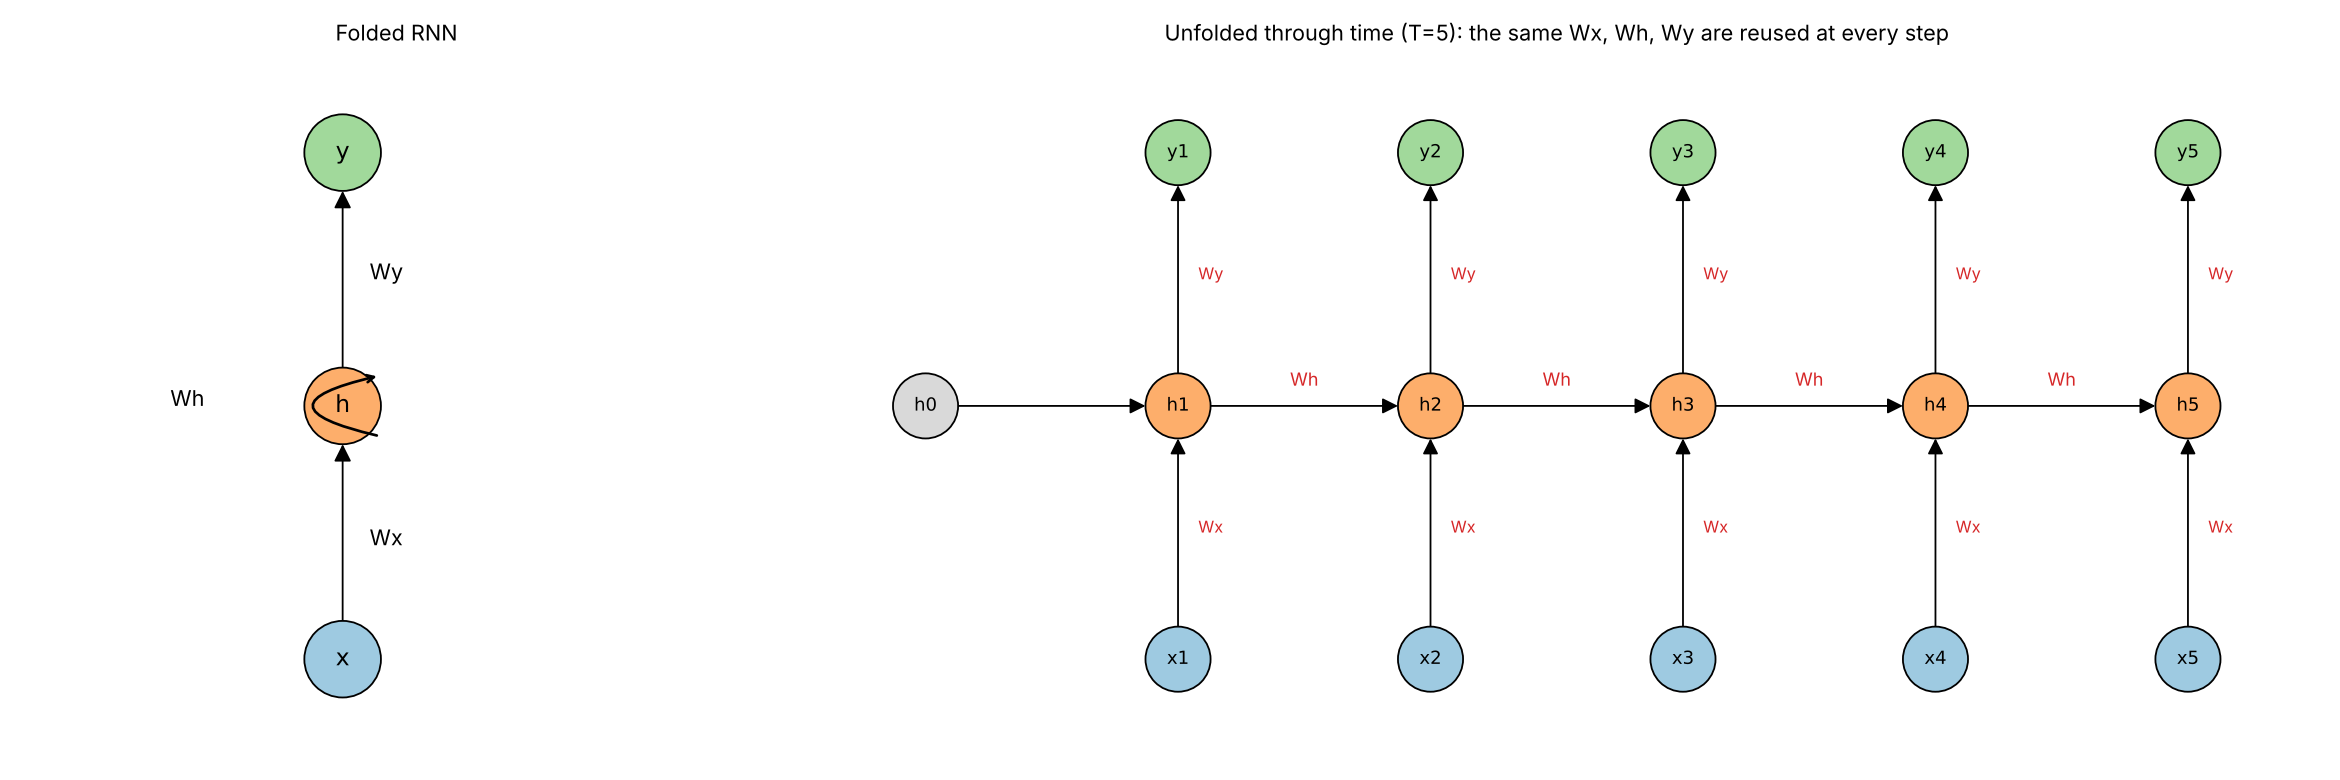 Folded RNN
y
Wy
Wh
h
Wx
x
Unfolded through time (T=5): the same Wx, Wh, Wy are reused at every step
y1 y2 y3 y4 y5
Wy Wy Wy Wy Wy
Wh Wh Wh Wh
h0 h1 h2 h3 h4 h5
Wx Wx Wx Wx Wx
x1 x2 x3 x4 x5